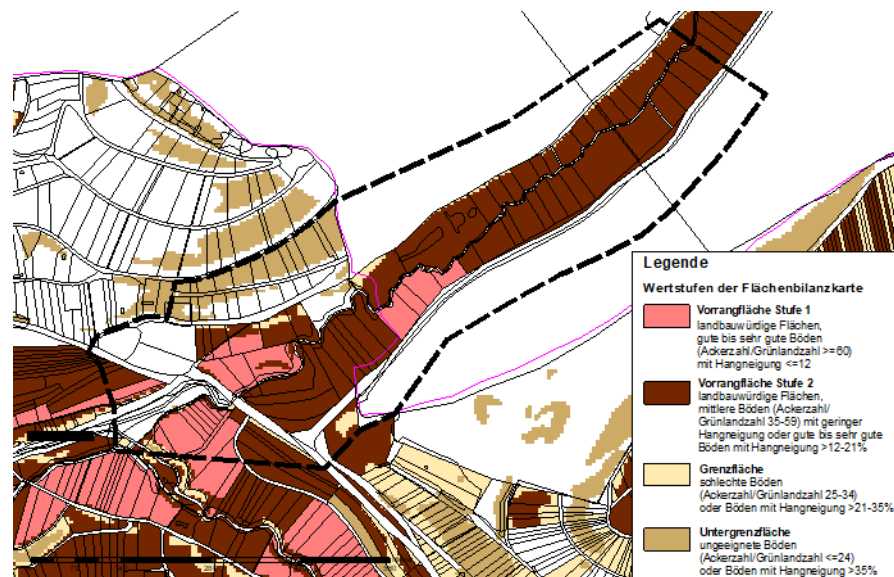 Legende
Wertstufen der Flächenbilanzkarte
Vorrangfläche Stufe 1
landbauwürdige Flächen,
gute bis sehr gute Böden
(Ackerzahl/Grünlandzahl >=60)
mit Hangneigung <=12
Vorrangfläche Stufe 2
landbauwürdige Flächen,
mittlere Böden (Ackerzahl/
Grünlandzahl 35-59) mit geringer
Hangneigung oder gute bis sehr gute
Böden mit Hangneigung >12-21%
Grenzfläche
schlechte Böden
(Ackerzahl/Grünlandzahl 25-34)
oder Böden mit Hangneigung >21-35%
Untergrenzfläche
ungeeignete Böden
(Ackerzahl/Grünlandzahl <=24)
oder Böden mit Hangneigung >35%